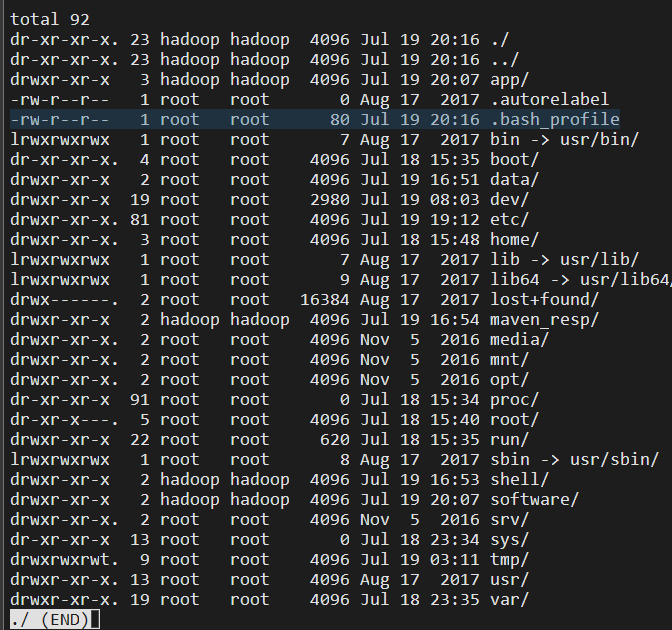 total 92
dr-xr-xr-x. 23 hadoop hadoop  4096 Jul 19 20:16 ./
dr-xr-xr-x. 23 hadoop hadoop  4096 Jul 19 20:16 ../
drwxr-xr-x   3 hadoop hadoop  4096 Jul 19 20:07 app/
-rw-r--r--   1 root   root       0 Aug 17  2017 .autorelabel
-rw-r--r--   1 root   root      80 Jul 19 20:16 .bash_profile
lrwxrwxrwx   1 root   root       7 Aug 17  2017 bin -> usr/bin/
dr-xr-xr-x.  4 root   root    4096 Jul 18 15:35 boot/
drwxr-xr-x   2 root   root    4096 Jul 19 16:51 data/
drwxr-xr-x  19 root   root    2980 Jul 19 08:03 dev/
drwxr-xr-x. 81 root   root    4096 Jul 19 19:12 etc/
drwxr-xr-x.  3 root   root    4096 Jul 18 15:48 home/
lrwxrwxrwx   1 root   root       7 Aug 17  2017 lib -> usr/lib/
lrwxrwxrwx   1 root   root       9 Aug 17  2017 lib64 -> usr/lib64/
drwx------.  2 root   root   16384 Aug 17  2017 lost+found/
drwxr-xr-x   2 hadoop hadoop  4096 Jul 19 16:54 maven_resp/
drwxr-xr-x.  2 root   root    4096 Nov  5  2016 media/
drwxr-xr-x.  2 root   root    4096 Nov  5  2016 mnt/
drwxr-xr-x.  2 root   root    4096 Nov  5  2016 opt/
dr-xr-xr-x  91 root   root       0 Jul 18 15:34 proc/
dr-xr-x---.  5 root   root    4096 Jul 18 15:40 root/
drwxr-xr-x  22 root   root     620 Jul 18 15:35 run/
lrwxrwxrwx   1 root   root       8 Aug 17  2017 sbin -> usr/sbin/
drwxr-xr-x   2 hadoop hadoop  4096 Jul 19 16:53 shell/
drwxr-xr-x   2 hadoop hadoop  4096 Jul 19 20:07 software/
drwxr-xr-x.  2 root   root    4096 Nov  5  2016 srv/
dr-xr-xr-x  13 root   root       0 Jul 18 23:34 sys/
drwxrwxrwt.  9 root   root    4096 Jul 19 03:11 tmp/
drwxr-xr-x. 13 root   root    4096 Aug 17  2017 usr/
drwxr-xr-x. 19 root   root    4096 Jul 18 23:35 var/
./ (END)